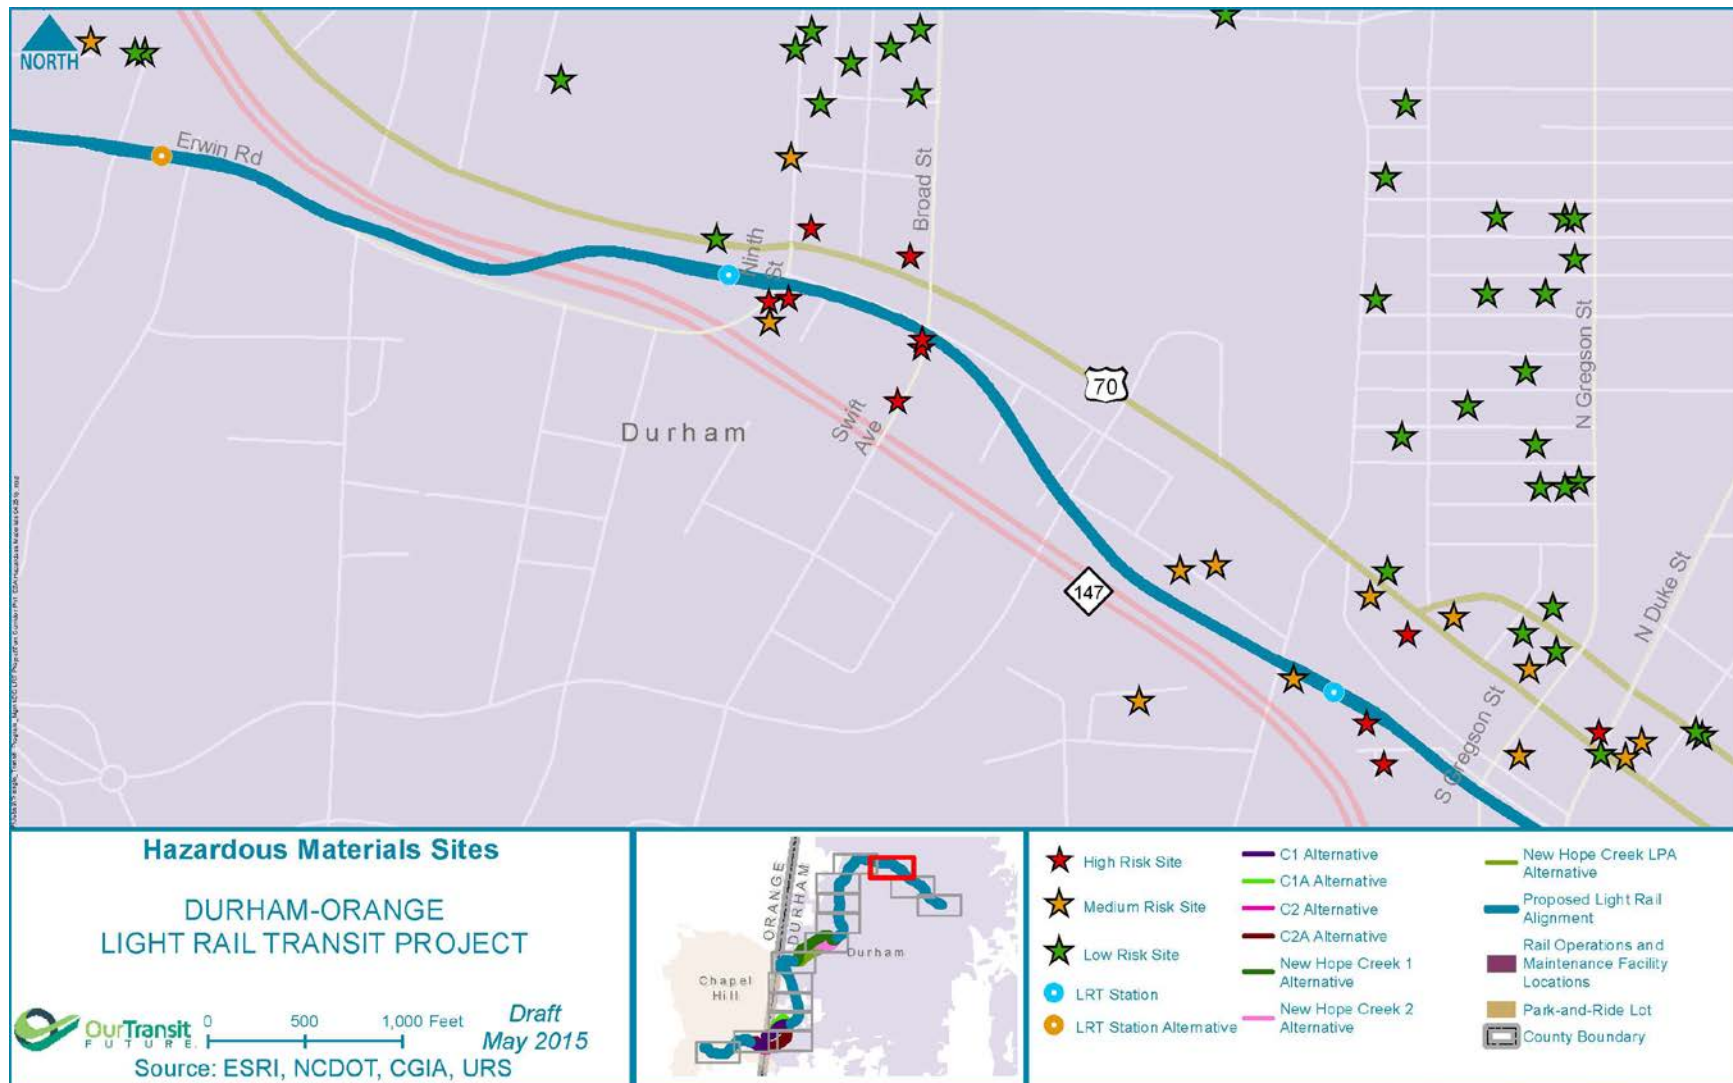 NORTH
Erwin Rd
Ninth
St
Broad St
Swift
Ave
Durham
70
147
N Gregson St
N Duke St
S Gregson St
Hazardous Materials Sites
DURHAM-ORANGE
LIGHT RAIL TRANSIT PROJECT
OurTransit
FUTURE
0 500 1,000 Feet
Draft
May 2015
Source: ESRI, NCDOT, CGIA, URS
ORANGE
DURHAM
Durham
Chapel
Hill
High Risk Site
Medium Risk Site
Low Risk Site
LRT Station
LRT Station Alternative
C1 Alternative
C1A Alternative
C2 Alternative
C2A Alternative
New Hope Creek 1
Alternative
New Hope Creek 2
Alternative
New Hope Creek LPA
Alternative
Proposed Light Rail
Alignment
Rail Operations and
Maintenance Facility
Locations
Park-and-Ride Lot
County Boundary